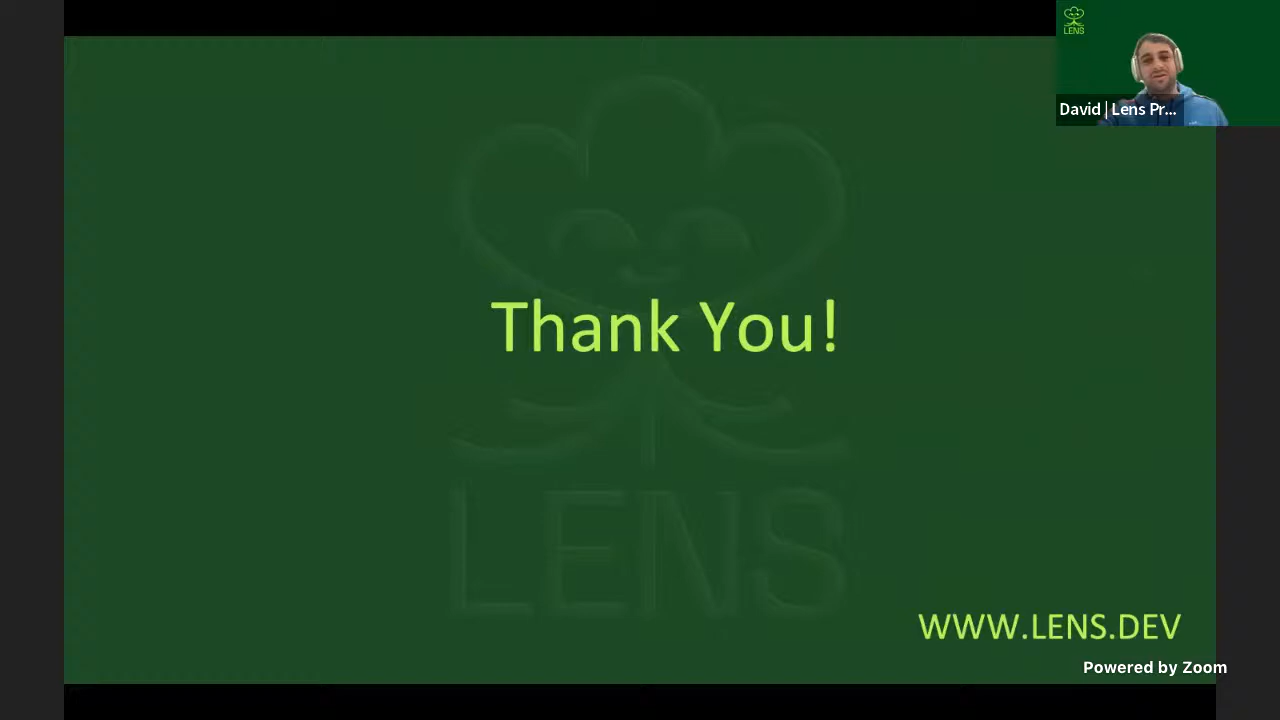 LENS
David | Lens Pr...
Thank You!
LENS
WWW.LENS.DEV
Powered by Zoom